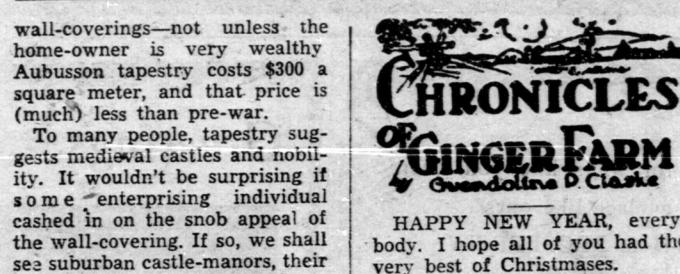 wall-coverings—not unless the
home-owner is very wealthy
Aubusson tapestry costs $300 a
square meter, and that price is
(much) less than pre-war.
To many people, tapestry sug-
gests medieval castles and nobil-
ity. It wouldn't be surprising if
some enterprising individual
cashed in on the snob appeal of
the wall-covering. If so, we shall
see suburban castle-manors, their
CHRONICLES
OF
GINGER FARM
by Gwendoline P. Clarke
HAPPY NEW YEAR, every
body. I hope all of you had the
very best of Christmases.